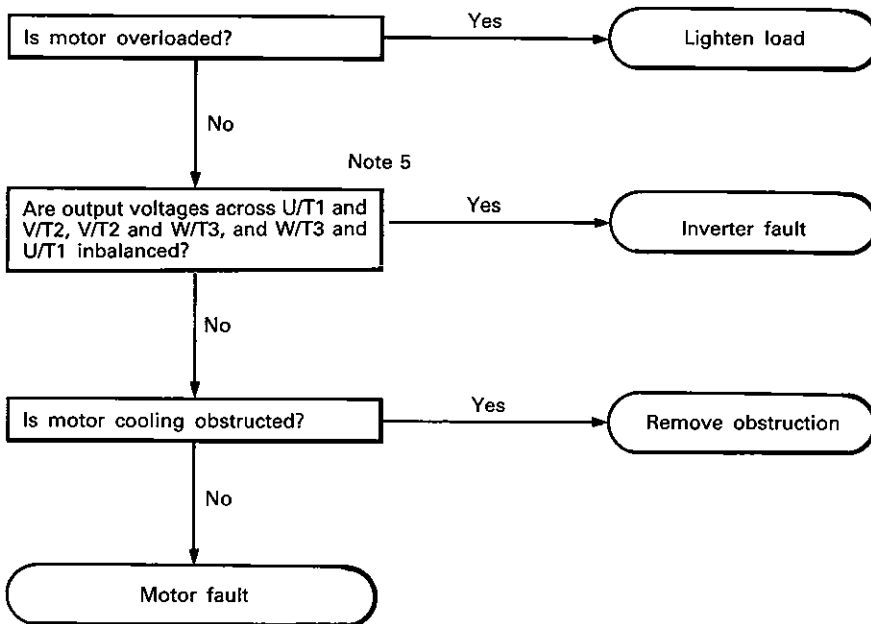 Is motor overloaded?
Yes
Lighten load
No
Note 5
Are output voltages across U/T1 and
V/T2, V/T2 and W/T3, and W/T3 and
U/T1 inbalanced?
Yes
Inverter fault
No
Is motor cooling obstructed?
Yes
Remove obstruction
No
Motor fault